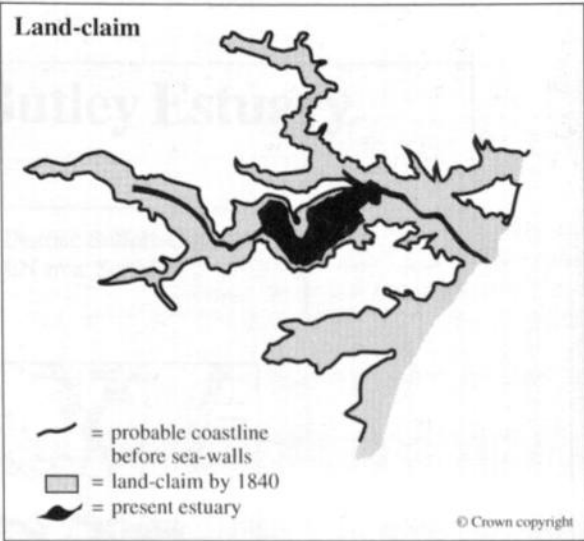 Land-claim
= probable coastline
before sea-walls
= land-claim by 1840
= present estuary
© Crown copyright